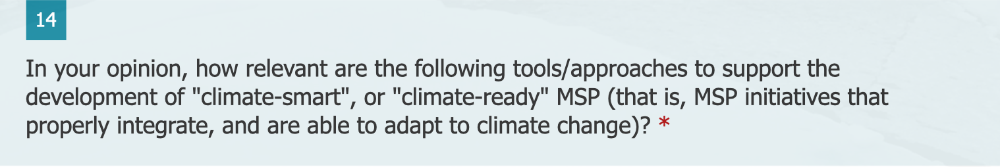 14
In your opinion, how relevant are the following tools/approaches to support the
development of "climate-smart", or "climate-ready" MSP (that is, MSP initiatives that
properly integrate, and are able to adapt to climate change)? *